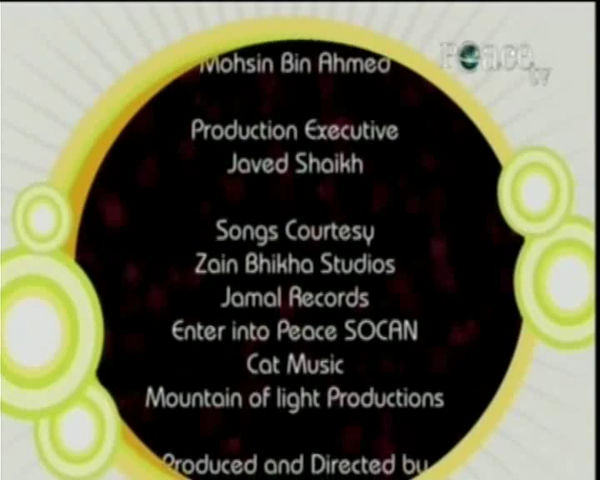 Peace tv
Mohsin Bin Ahmed
Production Executive
Javed Shaikh
Songs Courtesy
Zain Bhikha Studios
Jamal Records
Enter into Peace SOCAN
Cat Music
Mountain of light Productions
Produced and Directed by